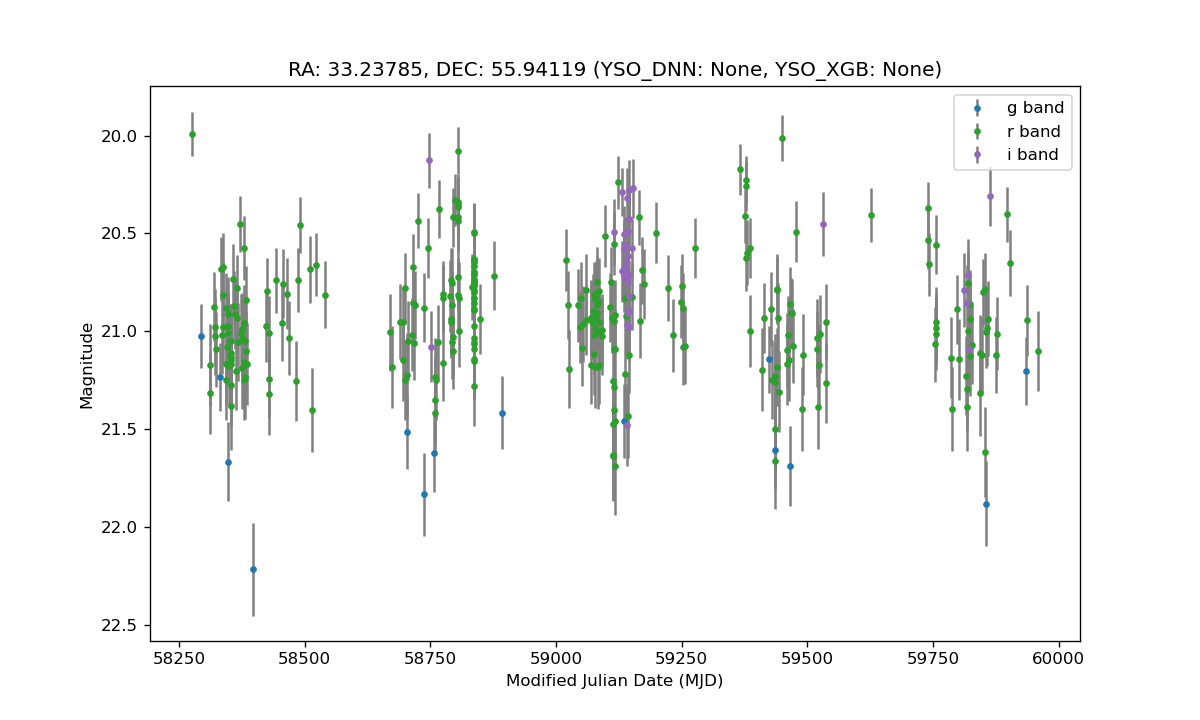 RA: 33.23785, DEC: 55.94119 (YSO_DNN: None, YSO_XGB: None)
g band
r band
i band
20.0
20.5
21.0
21.5
22.0
22.5
Magnitude
58250 58500 58750 59000 59250 59500 59750 60000
Modified Julian Date (MJD)